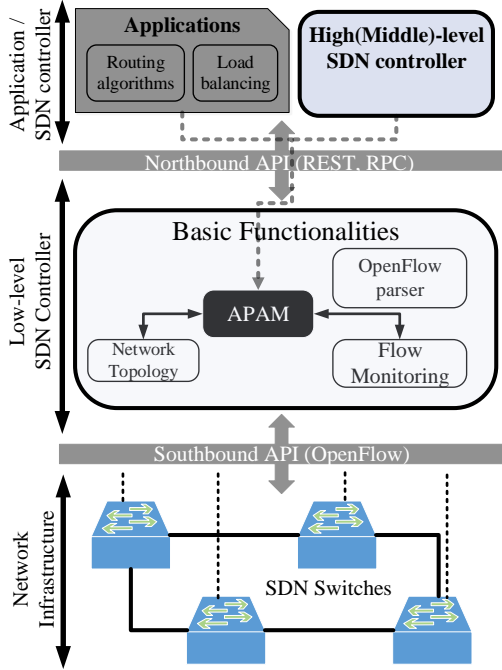 Application /
SDN controller
Applications
Routing
algorithms
Load
balancing
High(Middle)-level
SDN controller
Northbound API (REST, RPC)
Low-level
SDN Controller
Basic Functionalities
OpenFlow
parser
APAM
Network
Topology
Flow
Monitoring
Southbound API (OpenFlow)
Network
Infrastructure
SDN Switches